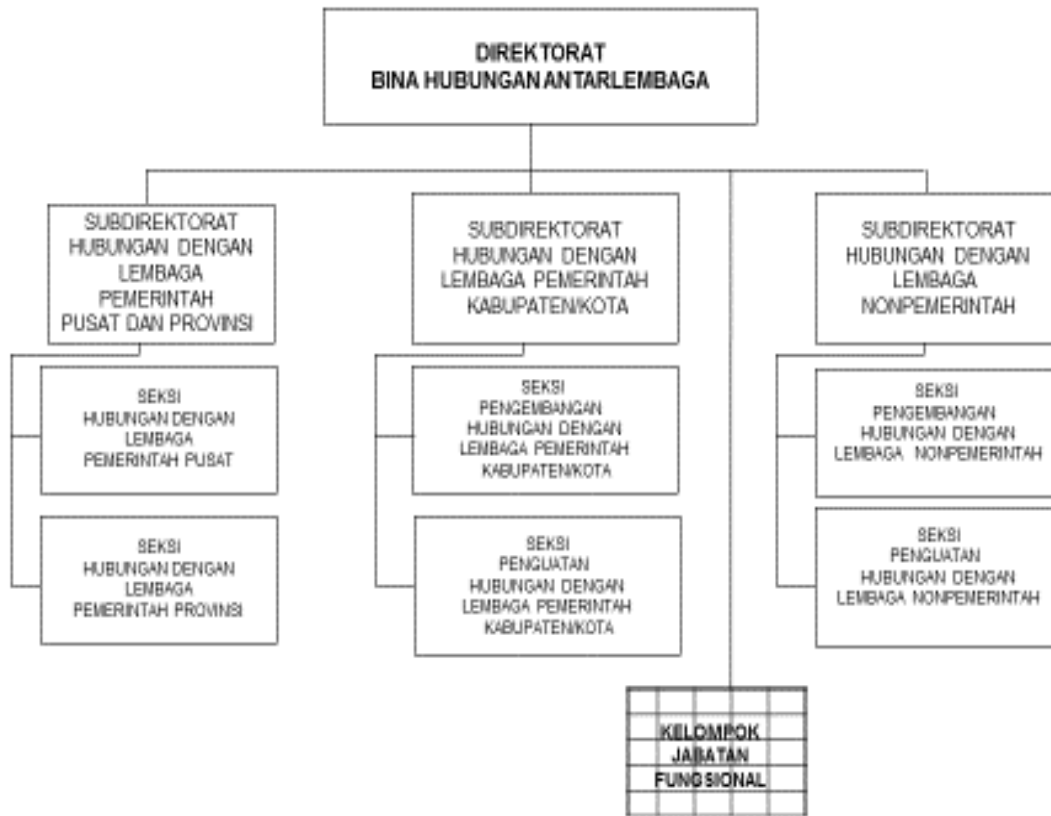 DIREKTORAT
BINA HUBUNGAN ANTARLEMBAGA
SUBDIREKTORAT
HUBUNGAN DENGAN
LEMBAGA
PEMERINTAH
PUSAT DAN PROVINSI
SUBDIREKTORAT
HUBUNGAN DENGAN
LEMBAGA PEMERINTAH
KABUPATEN/KOTA
SUBDIREKTORAT
HUBUNGAN DENGAN
LEMBAGA
NONPEMERINTAH
SEKSI
HUBUNGAN DENGAN
LEMBAGA
PEMERINTAH PUSAT
SEKSI
PENGEMBANGAN
HUBUNGAN DENGAN
LEMBAGA PEMERINTAH
KABUPATEN/KOTA
SEKSI
PENGEMBANGAN
HUBUNGAN DENGAN
LEMBAGA NONPEMERINTAH
SEKSI
HUBUNGAN DENGAN
LEMBAGA
PEMERINTAH PROVINSI
SEKSI
PENGUATAN
HUBUNGAN DENGAN
LEMBAGA PEMERINTAH
KABUPATEN/KOTA
SEKSI
PENGUATAN
HUBUNGAN DENGAN
LEMBAGA NONPEMERINTAH
KELOMPOK
JABATAN
FUNGSIONAL